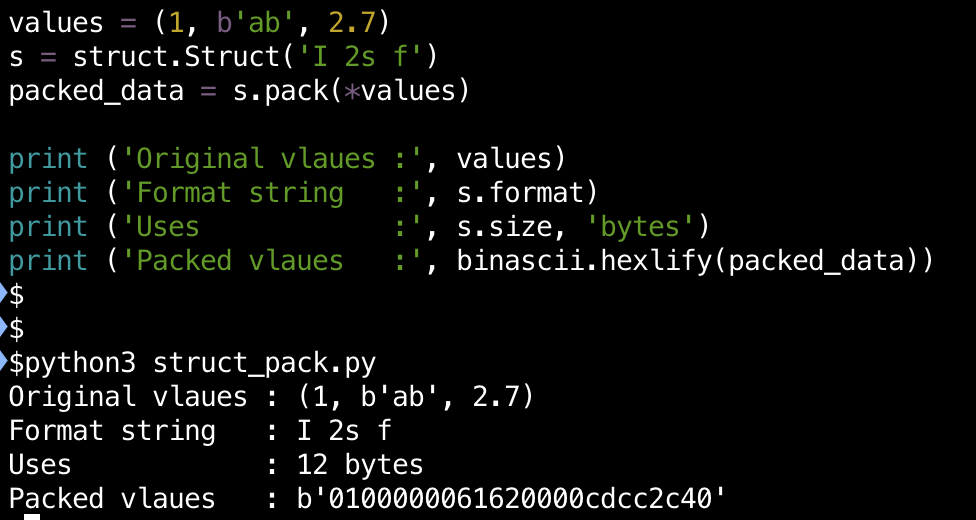 values = (1, b'ab', 2.7)
s = struct.Struct('I 2s f')
packed_data = s.pack(*values)
print ('Original vlaues :', values)
print ('Format string   :', s.format)
print ('Uses            :', s.size, 'bytes')
print ('Packed vlaues   :', binascii.hexlify(packed_data))
$
$
$python3 struct_pack.py
Original vlaues : (1, b'ab', 2.7)
Format string   : I 2s f
Uses            : 12 bytes
Packed vlaues   : b'0100000061620000cdcc2c40'